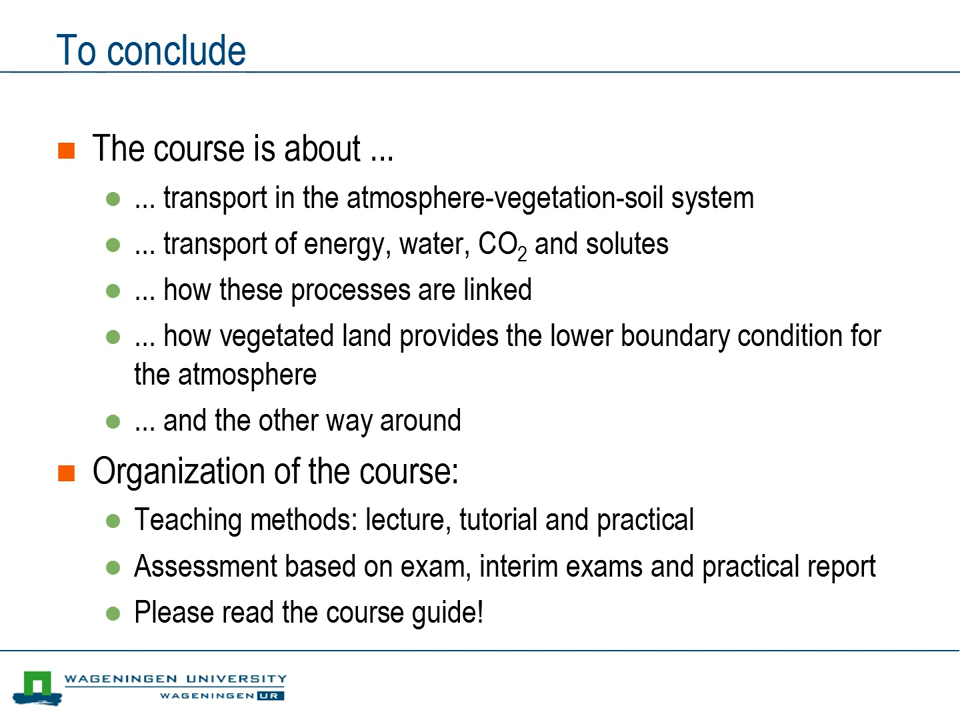 To conclude
The course is about ...
... transport in the atmosphere-vegetation-soil system
... transport of energy, water, CO₂ and solutes
... how these processes are linked
... how vegetated land provides the lower boundary condition for
the atmosphere
... and the other way around
Organization of the course:
Teaching methods: lecture, tutorial and practical
Assessment based on exam, interim exams and practical report
Please read the course guide!
WAGENINGEN UNIVERSITY
WAGENINGEN UR